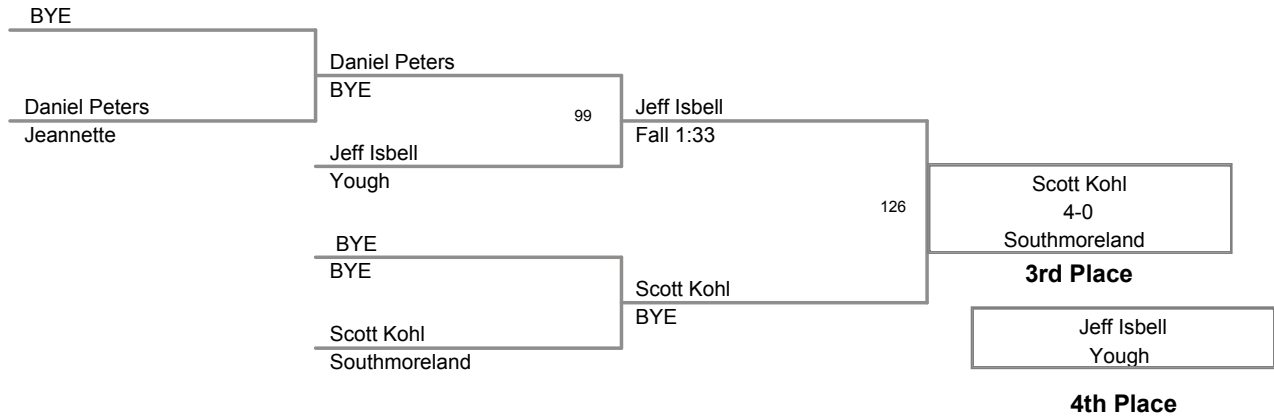 BYE
Daniel Peters
Jeannette
Daniel Peters
BYE
99
Jeff Isbell
Yough
BYE
BYE
Scott Kohl
Southmoreland
Jeff Isbell
Fall 1:33
126
Scott Kohl
BYE
Scott Kohl
4-0
Southmoreland
3rd Place
Jeff Isbell
Yough
4th Place